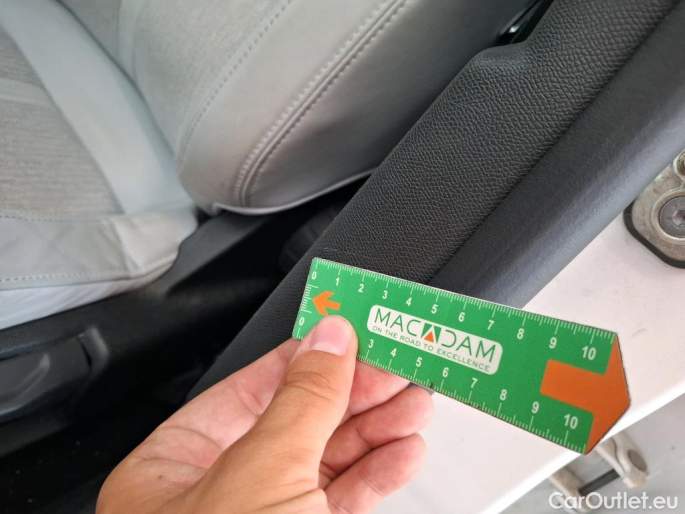 0 1 2 3 4 5 6 7 8 9 10
MACADAM
ON THE ROAD TO EXCELLENCE
0 3 4 5 6 7 8 9 10
CarOutlet.eu